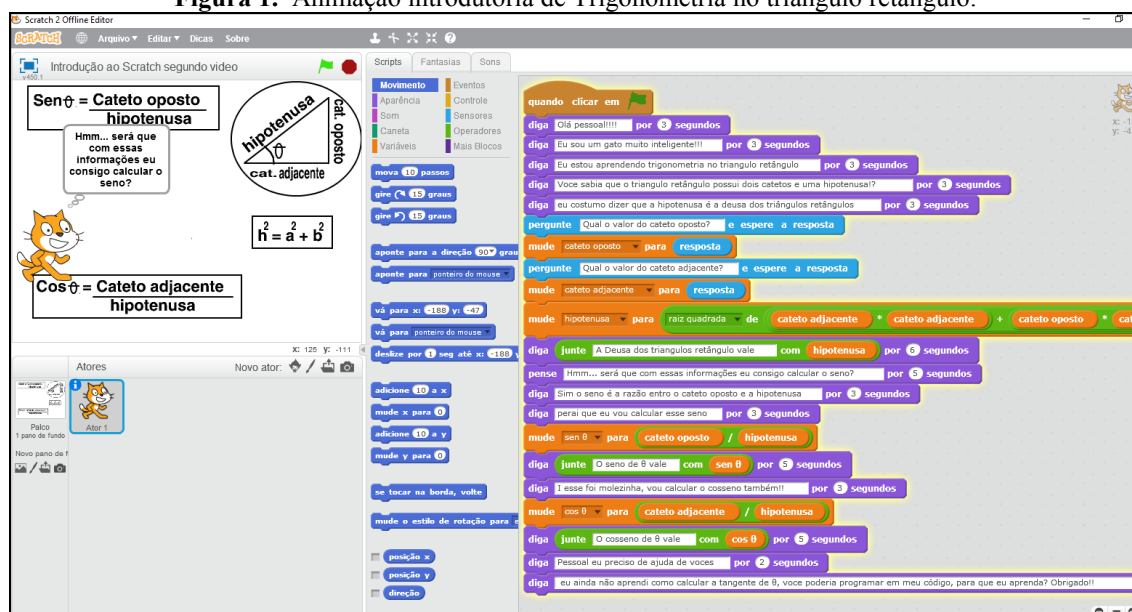 Figura 1. Animação introdutória de Trigonometria no triângulo retângulo.
Scratch 2 Offline Editor
SCRATCH Arquivo Editar Dicas Sobre
Introdução ao Scratch segundo video
v450.1
Senθ = Cateto oposto
hipotenusa
hipotenusa
cat. oposto
θ
cat. adjacente
Hmm... será que
com essas
informações eu
consigo calcular o
seno?
h² = a² + b²
Cosθ = Cateto adjacente
hipotenusa
x: 125 y: -111
Atores
Novo ator:
Palco
1 pano de fundo
Ator 1
Novo pano de f
Scripts Fantasias Sons
Movimento Eventos
Aparência Controle
Som Sensores
Caneta Operadores
Variáveis Mais Blocos
mova 10 passos
gire 15 graus
gire 15 graus
aponte para a direção 90 grau
aponte para ponteiro do mouse
vá para x: -188 y: -47
vá para ponteiro do mouse
deslize por 1 seg até x: -188 y
adicione 10 a x
mude x para 0
adicione 10 a y
mude y para 0
se tocar na borda, volte
mude o estilo de rotação para e
posição x
posição y
direção
quando clicar em
diga Olá pessoal!!!! por 3 segundos
diga Eu sou um gato muito inteligente!!! por 3 segundos
diga Eu estou aprendendo trigonometria no triangulo retângulo por 3 segundos
diga Voce sabia que o triangulo retângulo possui dois catetos e uma hipotenusa!? por 3 segundos
diga eu costumo dizer que a hipotenusa é a deusa dos triângulos retângulos por 3 segundos
pergunte Qual o valor do cateto oposto? e espere a resposta
mude cateto oposto para resposta
pergunte Qual o valor do cateto adjacente? e espere a resposta
mude cateto adjacente para resposta
mude hipotenusa para raiz quadrada de cateto adjacente * cateto adjacente + cateto oposto * cat
diga junte A Deusa dos triangulos retângulo vale com hipotenusa por 6 segundos
pense Hmm... será que com essas informações eu consigo calcular o seno? por 5 segundos
diga Sim o seno é a razão entro o cateto oposto e a hipotenusa por 3 segundos
diga perai que eu vou calcular esse seno por 3 segundos
mude sen θ para cateto oposto / hipotenusa
diga junte O seno de θ vale com sen θ por 5 segundos
diga I esse foi molezinha, vou calcular o cosseno também!! por 3 segundos
mude cos θ para cateto adjacente / hipotenusa
diga junte O cosseno de θ vale com cos θ por 5 segundos
diga Pessoal eu preciso de ajuda de voces por 2 segundos
diga eu ainda não aprendi como calcular a tangente de θ, voce poderia programar em meu código, para que eu aprenda? Obrigado!!